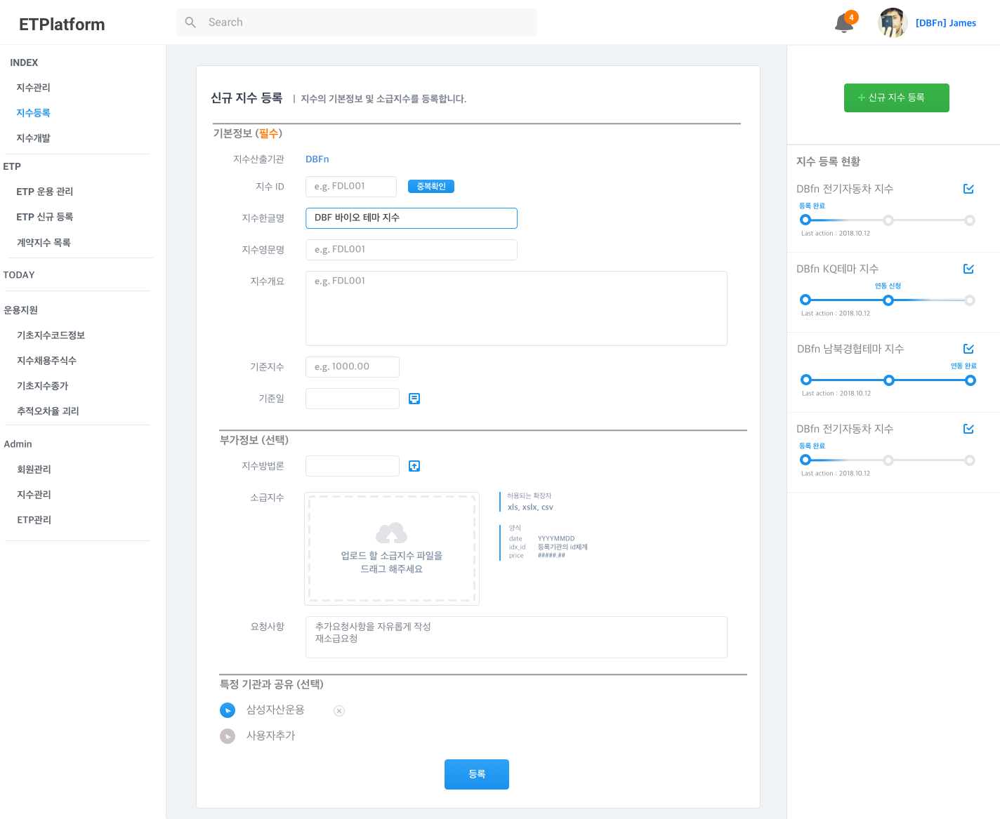 ETPlatform
Search
4
[DBFn] James
INDEX
지수관리
지수등록
지수개발
ETP
ETP 운용 관리
ETP 신규 등록
계약지수 목록
TODAY
운용지원
기초지수코드정보
지수채용주식수
기초지수종가
추적오차율 괴리
Admin
회원관리
지수관리
ETP관리
신규 지수 등록 | 지수의 기본정보 및 소급지수를 등록합니다.
기본정보 (필수)
지수산출기관 DBFn
지수 ID e.g. FDL001 중복확인
지수한글명 DBF 바이오 테마 지수
지수영문명 e.g. FDL001
지수개요 e.g. FDL001
기준지수 e.g. 1000.00
기준일
부가정보 (선택)
지수방법론
소급지수
업로드 할 소급지수 파일을
드래그 해주세요
허용되는 확장자
xls, xslx, csv
양식
date YYYYMMDD
idx_id 등록기관의 id체계
price #####.##
요청사항
추가요청사항을 자유롭게 작성
재소급요청
특정 기관과 공유 (선택)
삼성자산운용
사용자추가
등록
+ 신규 지수 등록
지수 등록 현황
DBfn 전기자동차 지수
등록 완료
Last action : 2018.10.12
DBfn KQ테마 지수
연동 신청
Last action : 2018.10.12
DBfn 남북경협테마 지수
연동 완료
Last action : 2018.10.12
DBfn 전기자동차 지수
등록 완료
Last action : 2018.10.12